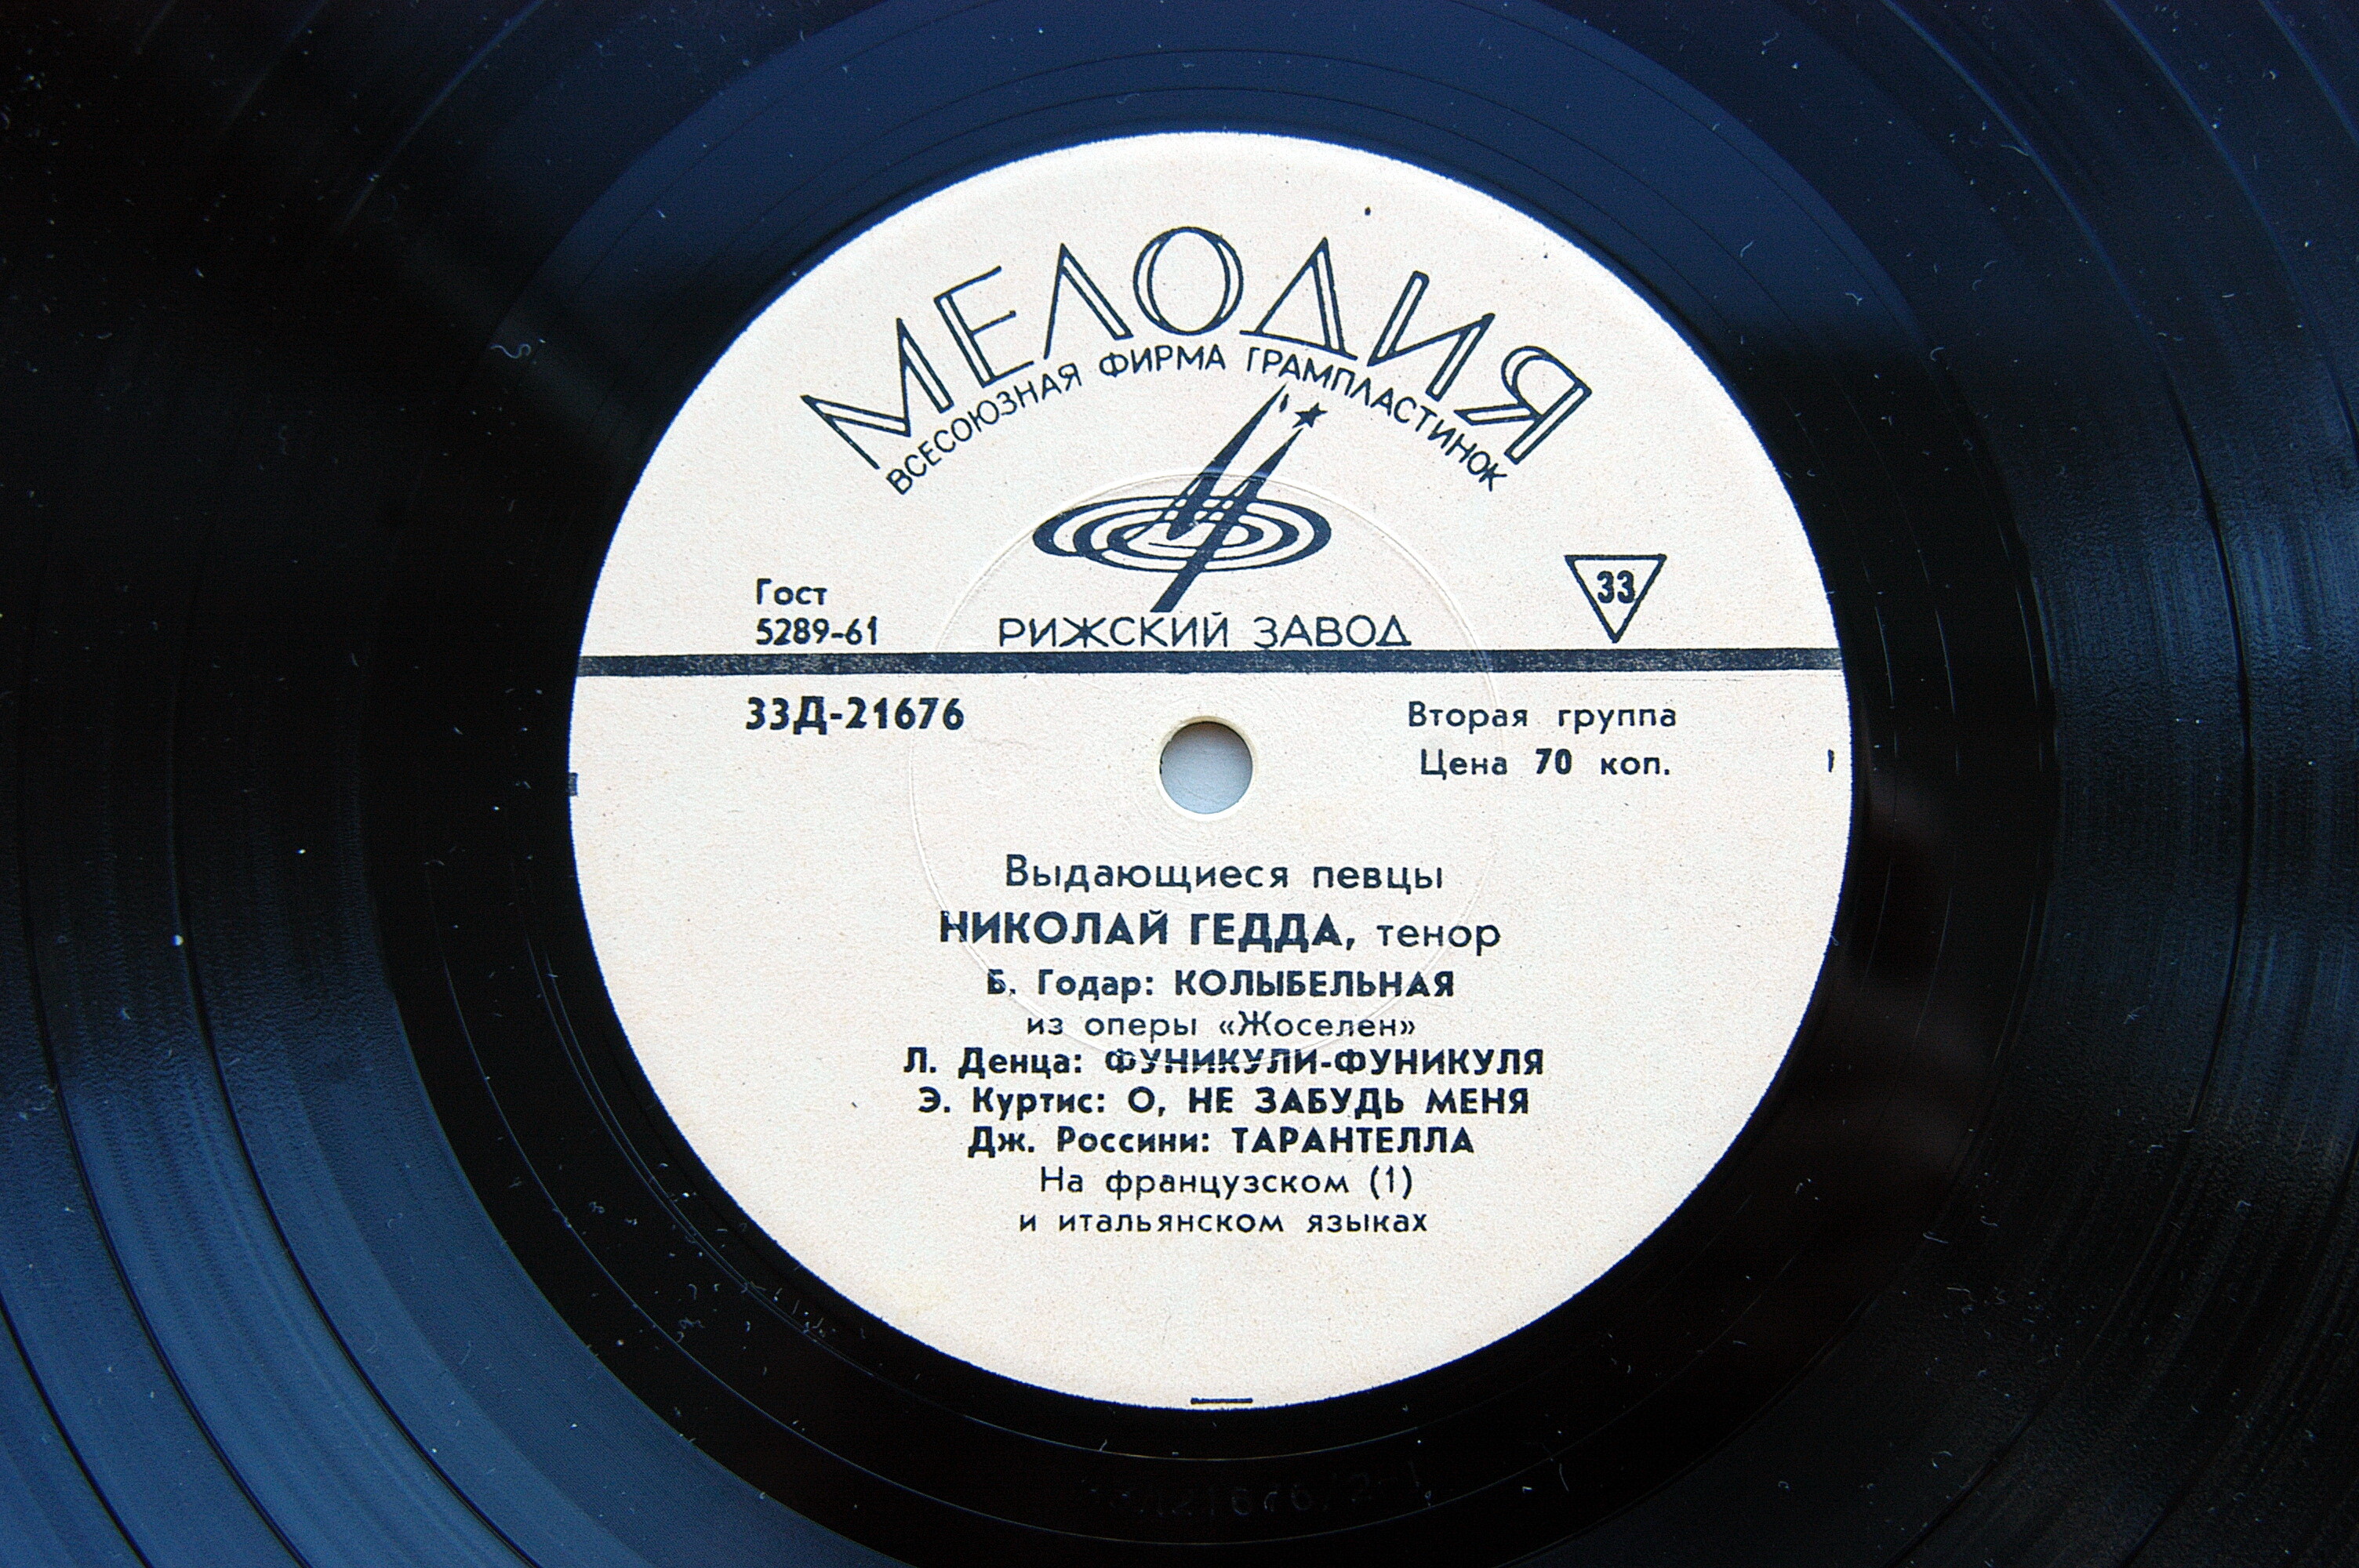 МЕЛОДИЯ
ВСЕСОЮЗНАЯ ФИРМА ГРАМПЛАСТИНОК
Гост
5289-61
РИЖСКИЙ ЗАВОД
33
33Д-21676
Вторая группа
Цена 70 коп.
Выдающиеся певцы
НИКОЛАЙ ГЕДДА, тенор
Б. Годар: КОЛЫБЕЛЬНАЯ
из оперы «Жоселен»
Л. Денца: ФУНИКУЛИ-ФУНИКУЛЯ
Э. Куртис: О, НЕ ЗАБУДЬ МЕНЯ
Дж. Россини: ТАРАНТЕЛЛА
На французском (1)
и итальянском языках